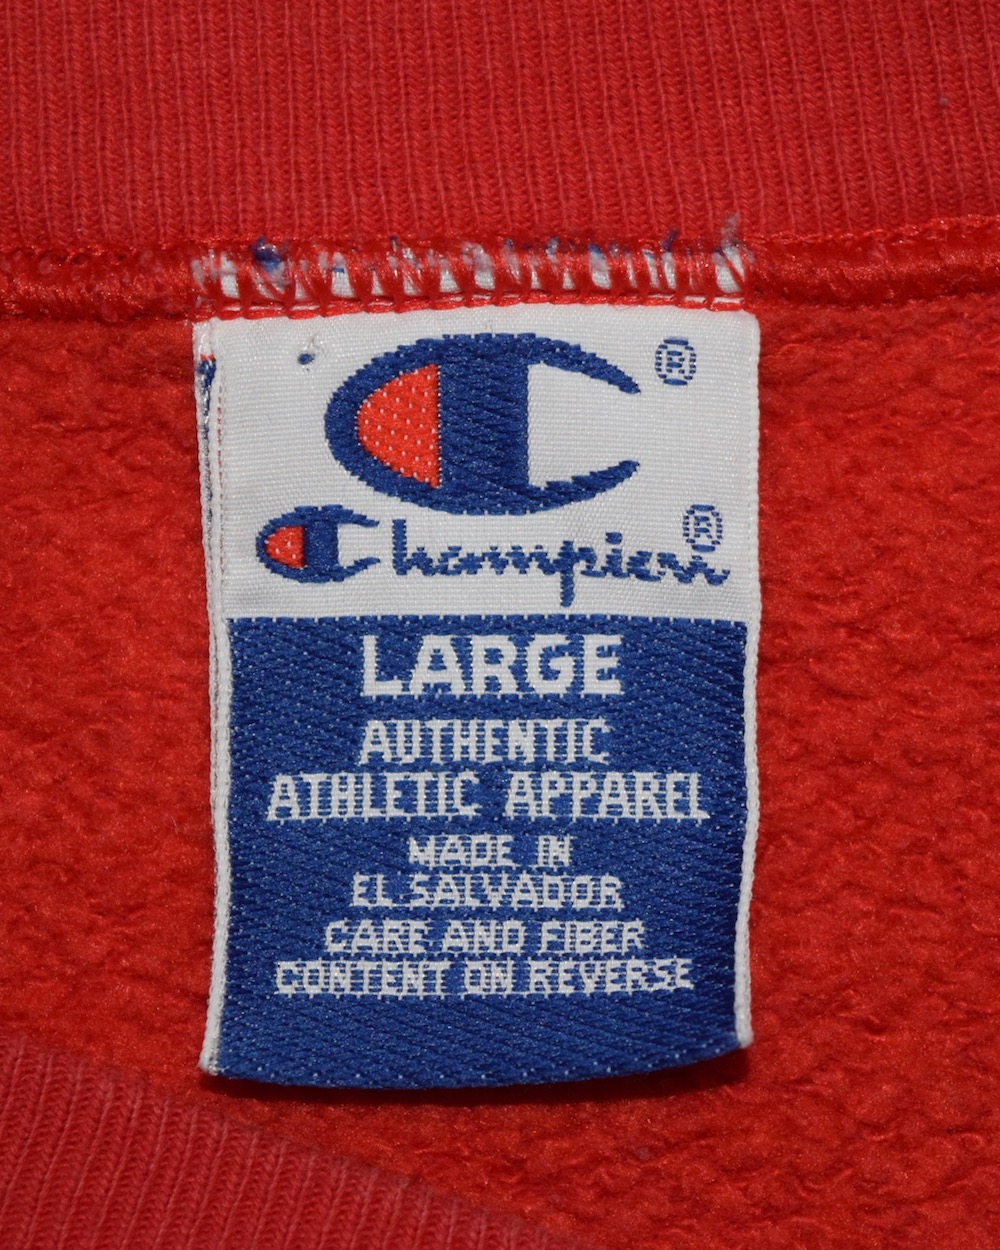 ®
Champion®
LARGE
AUTHENTIC
ATHLETIC APPAREL
MADE IN
EL SALVADOR
CARE AND FIBER
CONTENT ON REVERSE